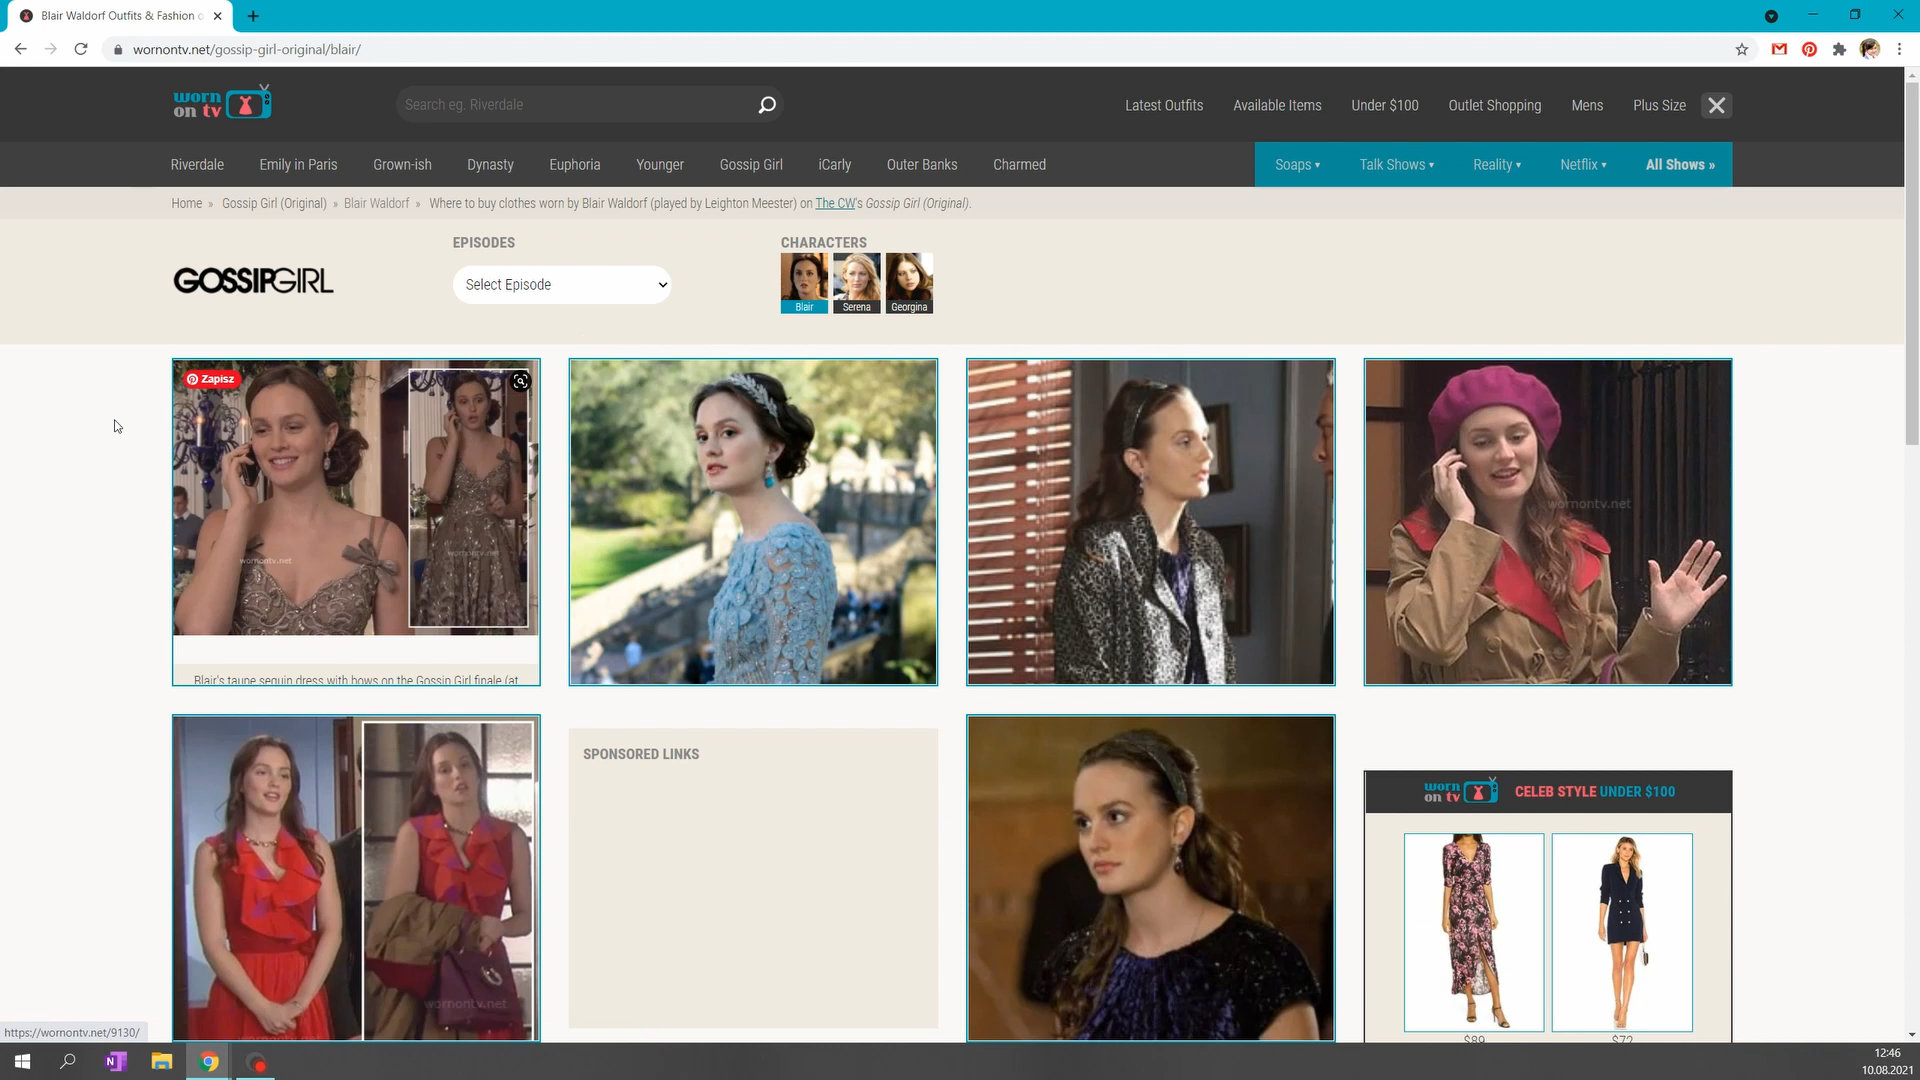 Blair Waldorf Outfits & Fashion o
wornontv.net/gossip-girl-original/blair/
worn on tv
Search eg. Riverdale
Latest Outfits
Available Items
Under $100
Outlet Shopping
Mens
Plus Size
Riverdale
Emily in Paris
Grown-ish
Dynasty
Euphoria
Younger
Gossip Girl
iCarly
Outer Banks
Charmed
Soaps ▾
Talk Shows ▾
Reality ▾
Netflix ▾
All Shows »
Home » Gossip Girl (Original) » Blair Waldorf » Where to buy clothes worn by Blair Waldorf (played by Leighton Meester) on The CW's Gossip Girl (Original).
GOSSIPGIRL
EPISODES
Select Episode
CHARACTERS
Blair
Serena
Georgina
Zapisz
wornontv.net
wornontv.net
wornontv.net
Blair's taupe sequin dress with bows on the Gossip Girl finale (at
wornontv.net
SPONSORED LINKS
worn on tv
CELEB STYLE UNDER $100
$89
$72
https://wornontv.net/9130/
N
12:46
10.08.2021